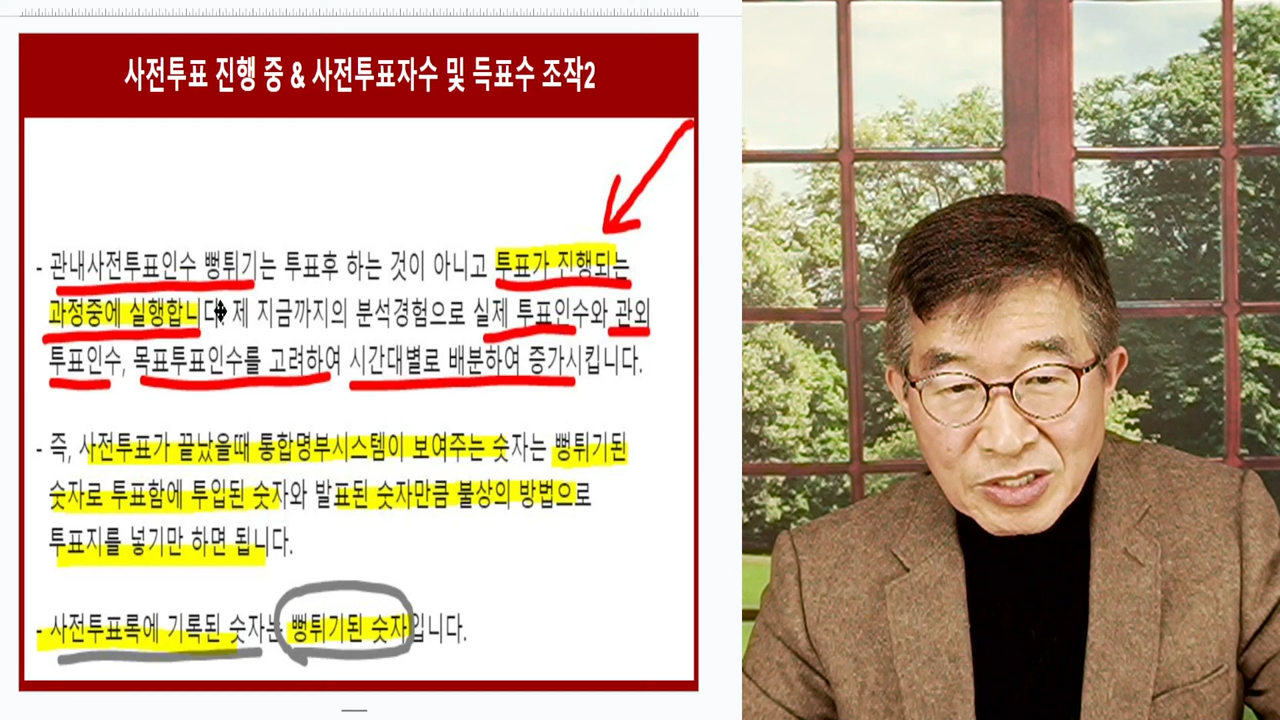 사전투표 진행 중 & 사전투표자수 및 득표수 조작2
- 관내사전투표인수 뻥튀기는 투표후 하는 것이 아니고 투표가 진행되는
과정중에 실행합니다 제 지금까지의 분석경험으로 실제 투표인수와 관외
투표인수, 목표투표인수를 고려하여 시간대별로 배분하여 증가시킵니다.
- 즉, 사전투표가 끝났을때 통합명부시스템이 보여주는 숫자는 뻥튀기된
숫자로 투표함에 투입된 숫자와 발표된 숫자만큼 불상의 방법으로
투표지를 넣기만 하면 됩니다.
- 사전투표록에 기록된 숫자는 뻥튀기된 숫자입니다.